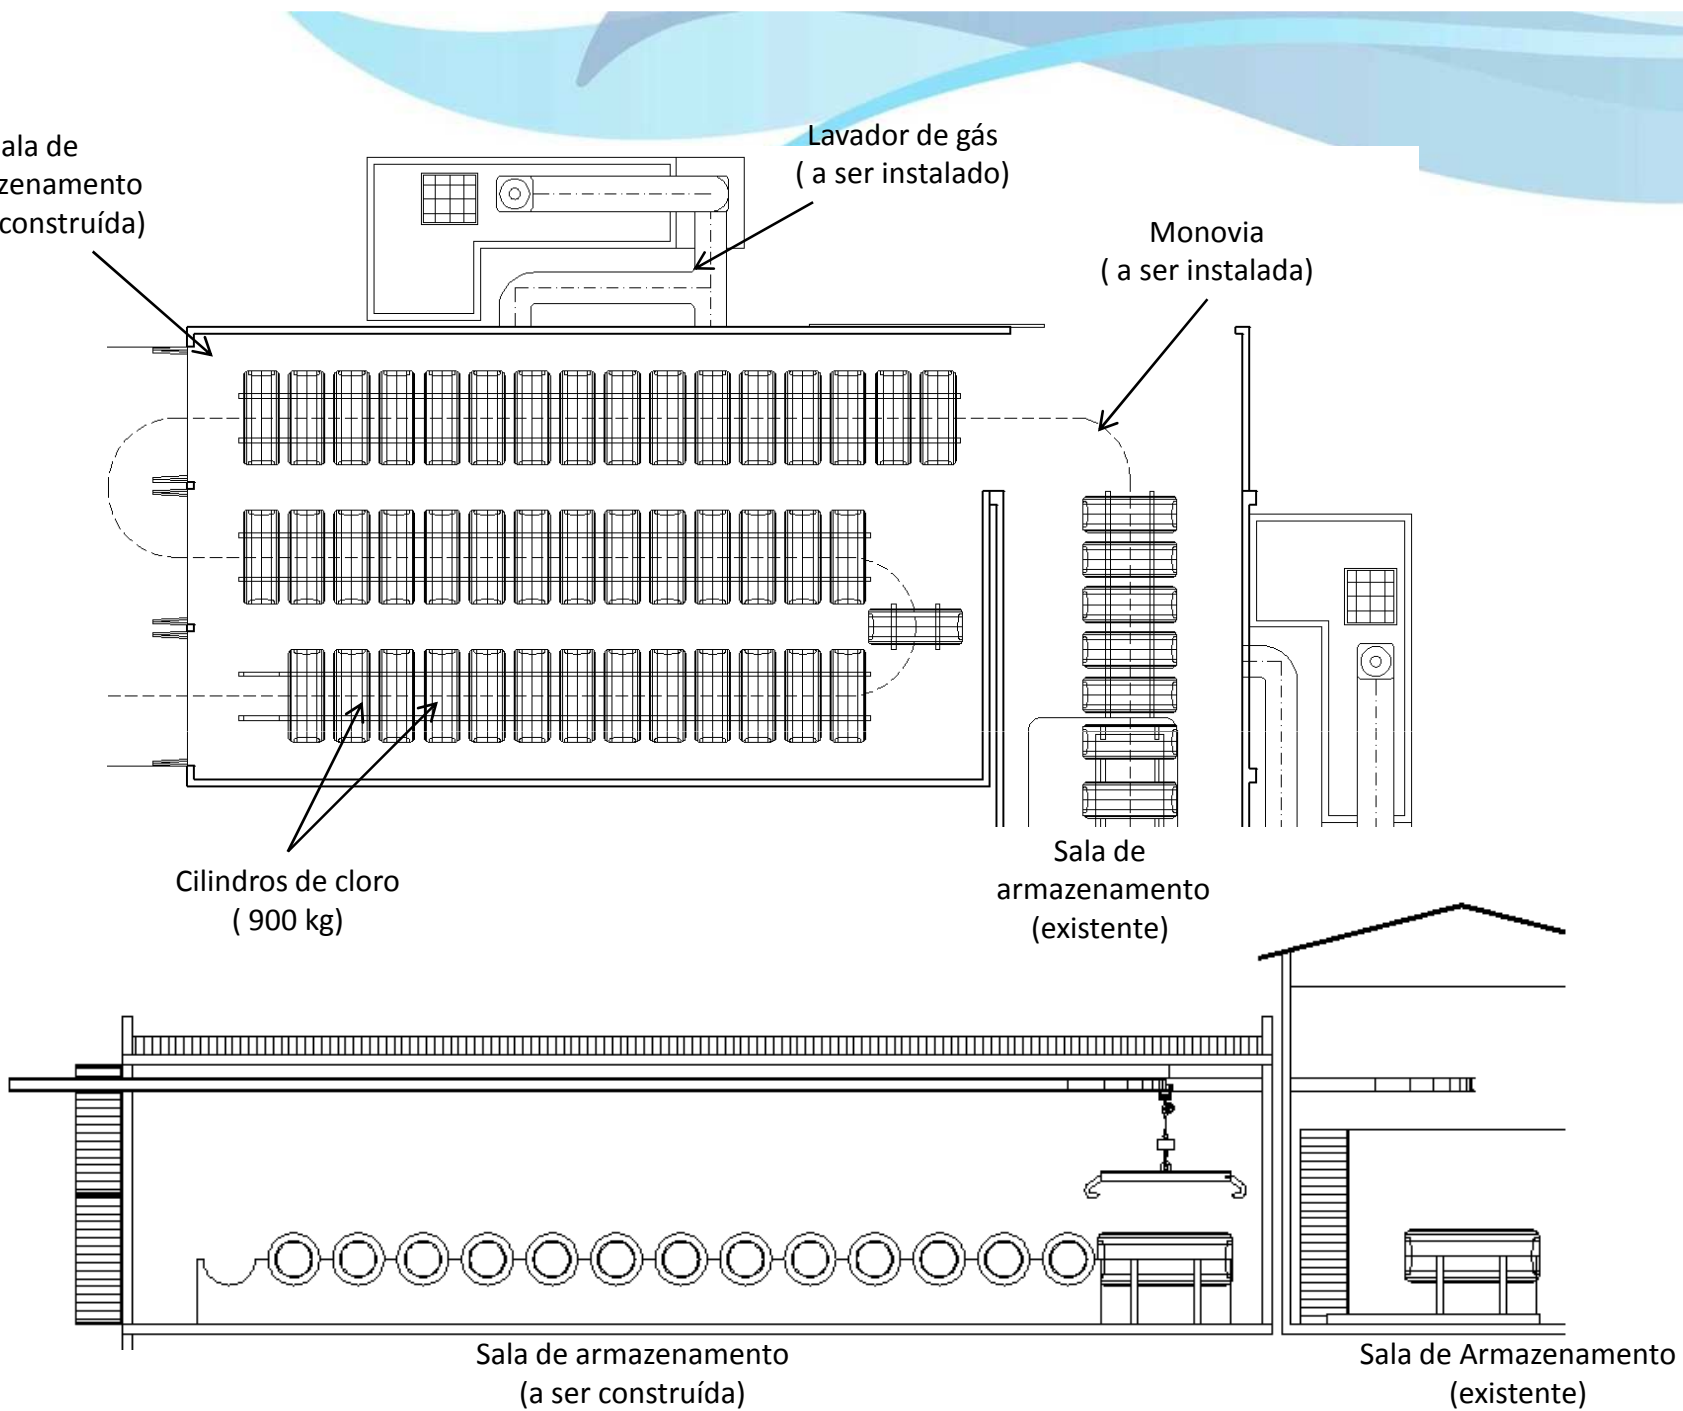 ala de
zenamento
construída)
Lavador de gás
( a ser instalado)
Monovia
( a ser instalada)
Cilindros de cloro
( 900 kg)
Sala de
armazenamento
(existente)
Sala de armazenamento
(a ser construída)
Sala de Armazenamento
(existente)